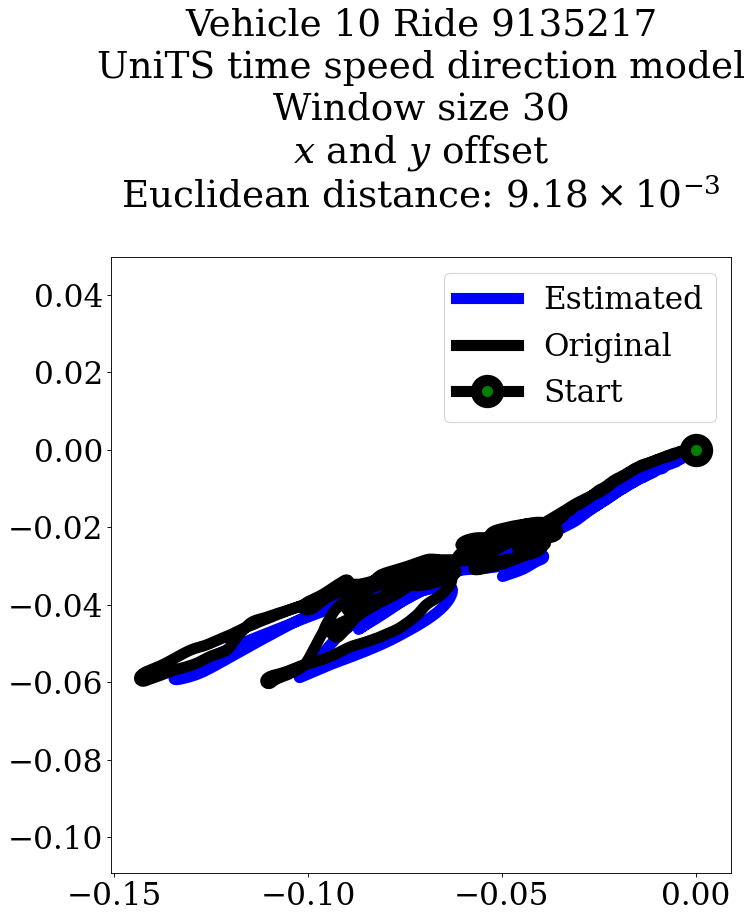 Vehicle 10 Ride 9135217
UniTS time speed direction model
Window size 30
x and y offset
Euclidean distance: 9.18 × 10⁻³
Estimated
Original
Start
0.04
0.02
0.00
−0.02
−0.04
−0.06
−0.08
−0.10
−0.15
−0.10
−0.05
0.00